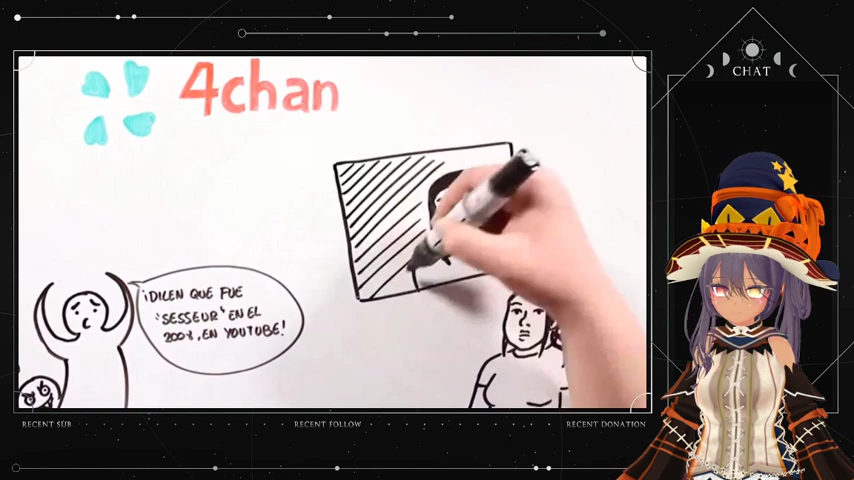 4chan
¡DICEN QUE FUE
"SESSEUR" EN EL
2008, EN YOUTUBE!
CHAT
RECENT SUB
RECENT FOLLOW
RECENT DONATION